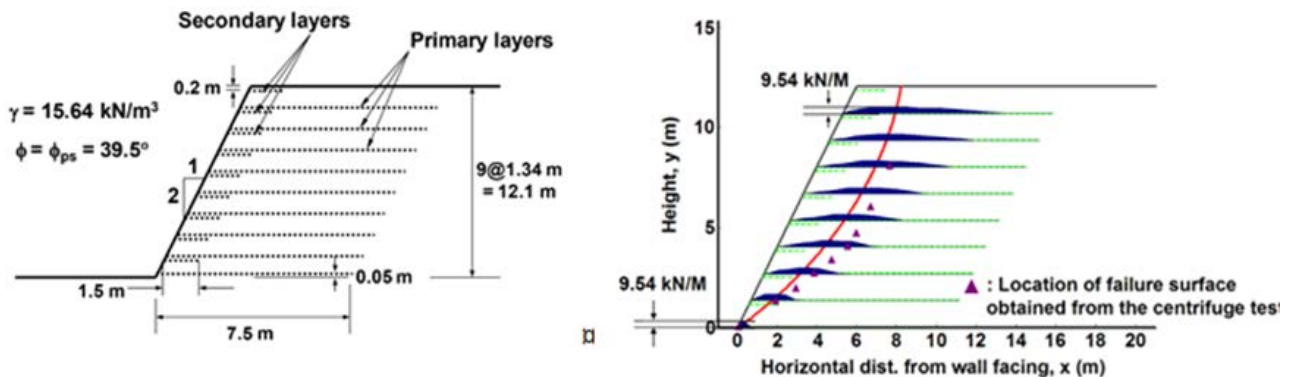 Secondary layers
Primary layers
0.2 m
γ = 15.64 kN/m³
ϕ = ϕps = 39.5°
1
2
9@1.34 m
= 12.1 m
0.05 m
1.5 m
7.5 m
¤
15
10
5
0
Height, y (m)
9.54 kN/M
9.54 kN/M
▲ : Location of failure surface
obtained from the centrifuge test
0 2 4 6 8 10 12 14 16 18 20
Horizontal dist. from wall facing, x (m)